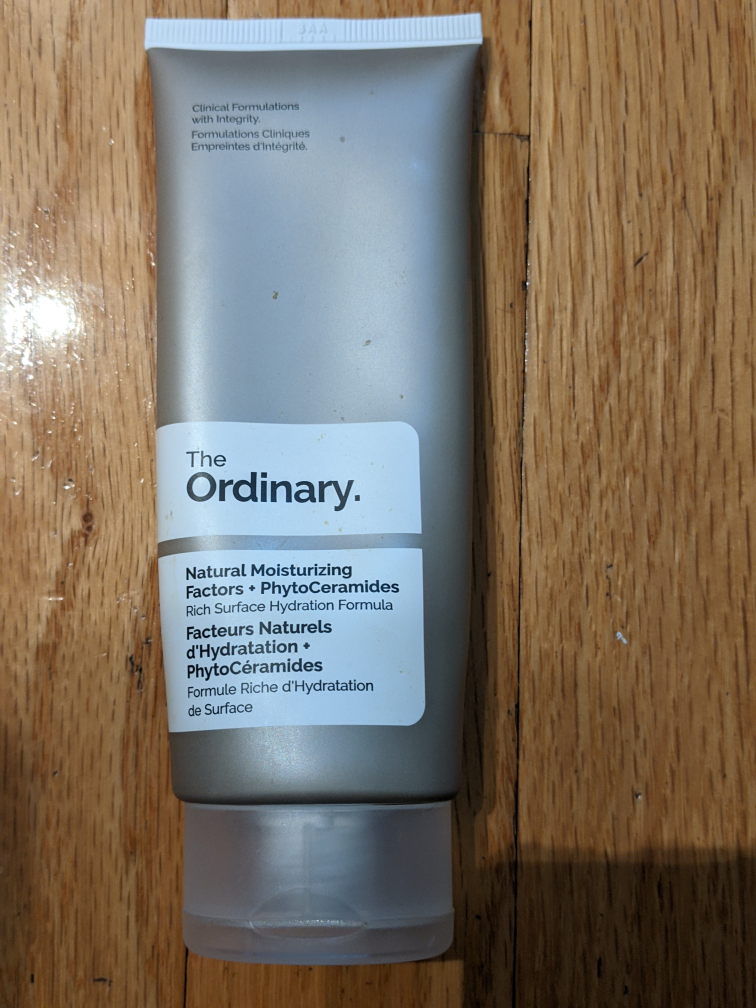 Clinical Formulations
with Integrity.
Formulations Cliniques
Empreintes d'Intégrité.
The
Ordinary.
Natural Moisturizing
Factors + PhytoCeramides
Rich Surface Hydration Formula
Facteurs Naturels
d'Hydratation +
PhytoCéramides
Formule Riche d'Hydratation
de Surface